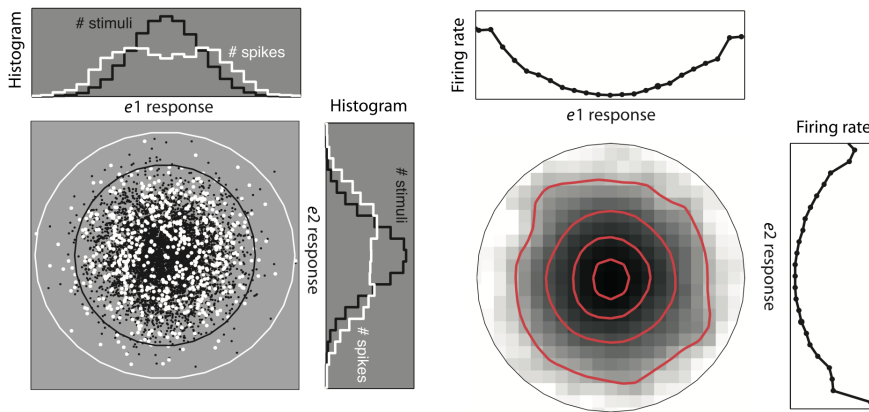 Histogram
# stimuli
# spikes
e1 response
Histogram
# stimuli
e2 response
# spikes
Firing rate
e1 response
Firing rate
e2 response